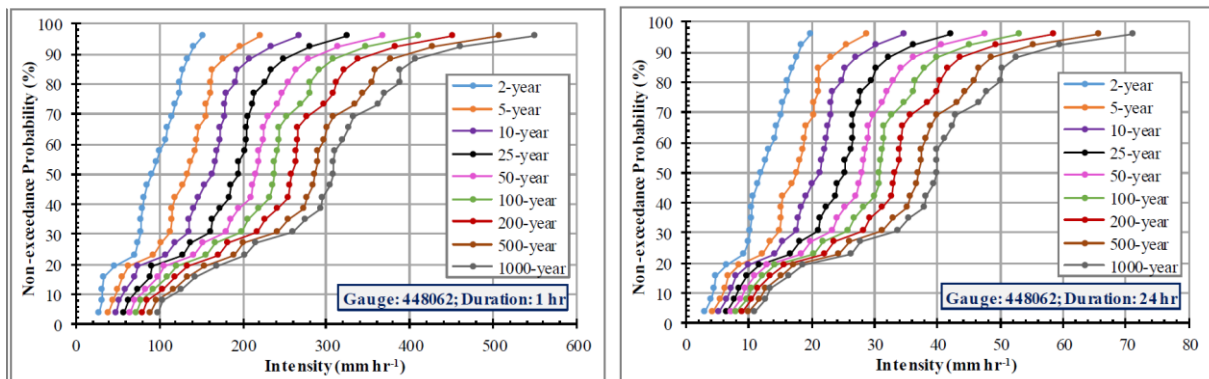 Non-exceedance Probability (%)
100
90
80
70
60
50
40
30
20
10
0
2-year
5-year
10-year
25-year
50-year
100-year
200-year
500-year
1000-year
Gauge: 448062; Duration: 1 hr
0 100 200 300 400 500 600
Intensity (mm hr-1)
Non-exceedance Probability (%)
100
90
80
70
60
50
40
30
20
10
0
2-year
5-year
10-year
25-year
50-year
100-year
200-year
500-year
1000-year
Gauge: 448062; Duration: 24 hr
0 10 20 30 40 50 60 70 80
Intensity (mm hr-1)